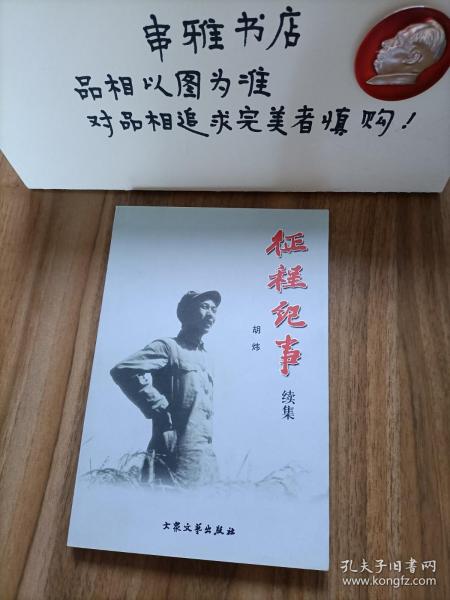 串雅书店
品相以图为准
对品相追求完美者慎购！
征程纪事
续集
胡炜
大众文艺出版社
孔夫子旧书网
www.kongfz.com